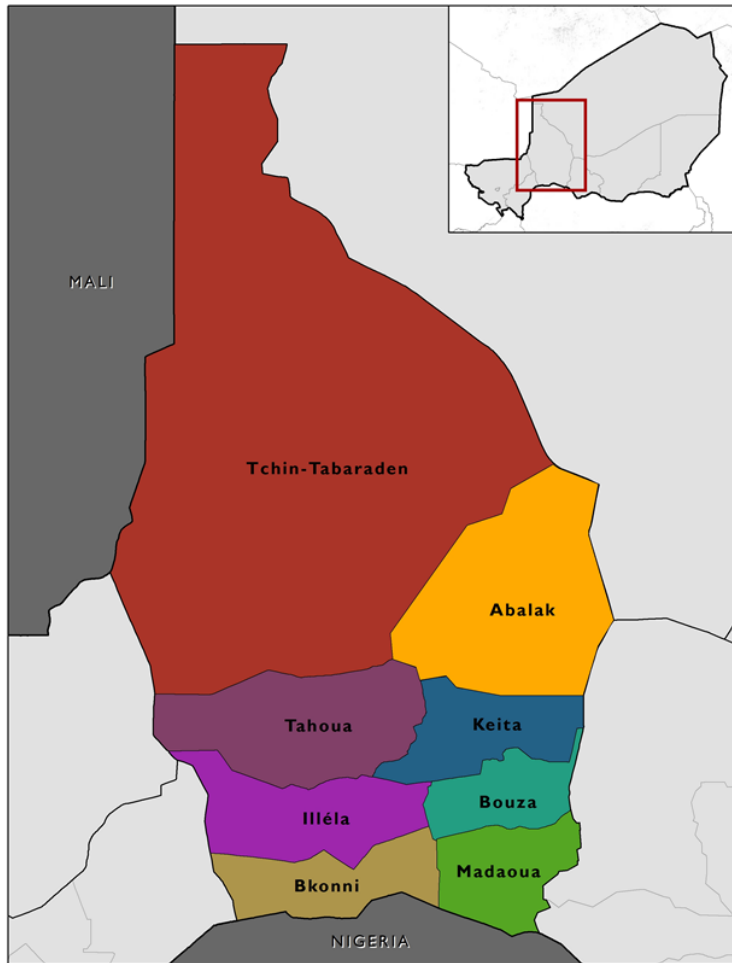 MALI
Tchin-Tabaraden
Abalak
Tahoua
Keita
Bouza
Illéla
Madaoua
Bkonni
NIGERIA